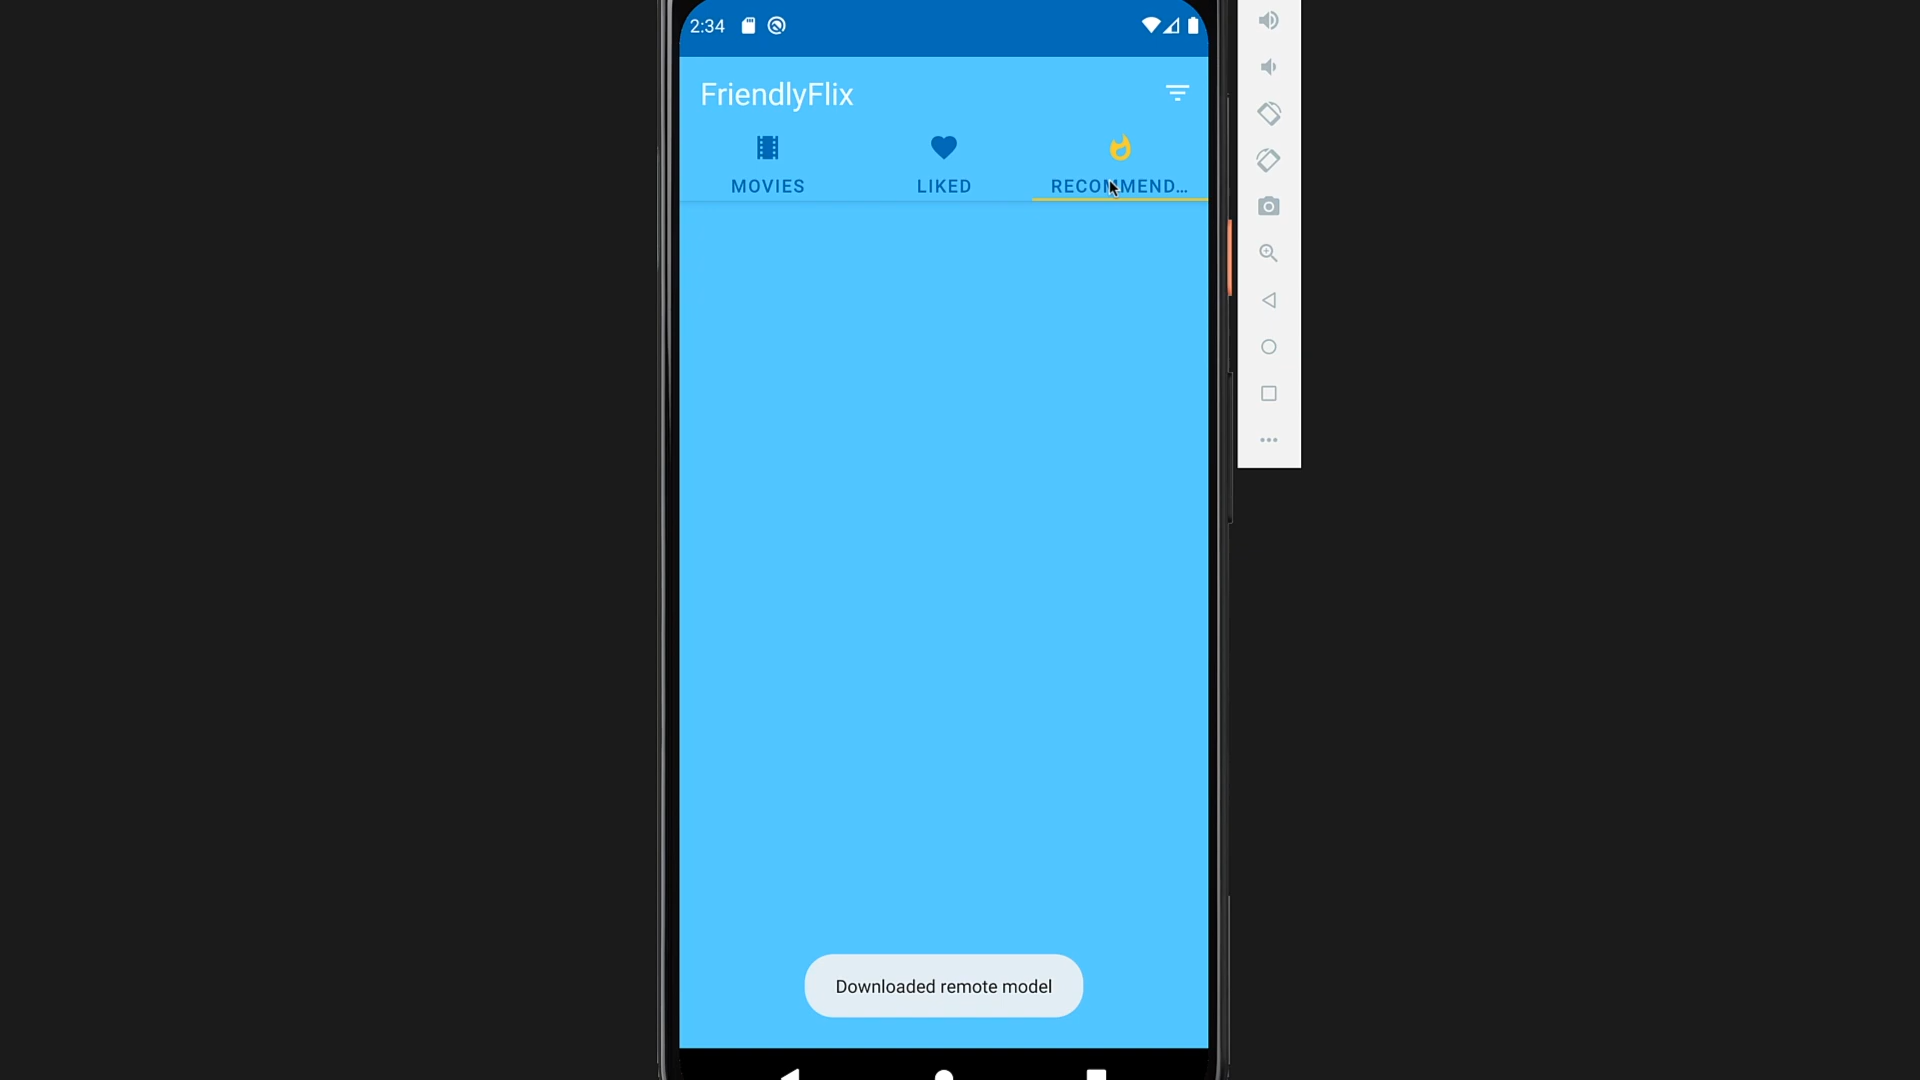 2:34
FriendlyFlix
MOVIES
LIKED
RECOMMEND...
Downloaded remote model